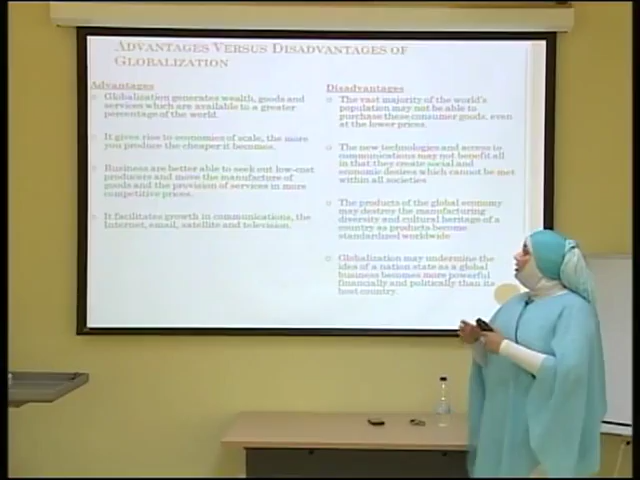 ADVANTAGES VERSUS DISADVANTAGES OF
GLOBALIZATION
Advantages
Globalization generates wealth, goods and
services which are available to a greater
percentage of the world.
It gives rise to economies of scale, the more
you produce the cheaper it becomes.
Business are better able to seek out low-cost
producers and move the manufacture of
goods and the provision of services in more
competitive prices.
It facilitates growth in communications, the
Internet, email, satellite and television.
Disadvantages
The vast majority of the world's
population may not be able to
purchase these consumer goods, even
at the lower prices.
The new technologies and access to
communications may not benefit all
in that they create social and
economic desires which cannot be met
within all societies
The products of the global economy
may destroy the manufacturing
diversity and cultural heritage of a
country as products become
standardized worldwide
Globalization may undermine the
idea of a nation state as a global
business becomes more powerful
financially and politically than its
host country.